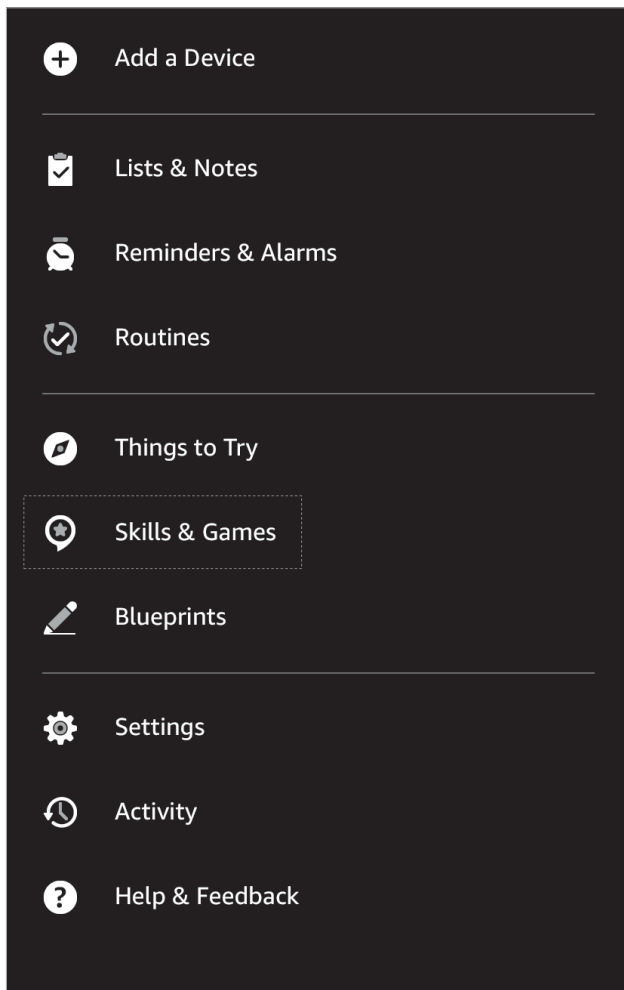 Add a Device
Lists & Notes
Reminders & Alarms
Routines
Things to Try
Skills & Games
Blueprints
Settings
Activity
Help & Feedback